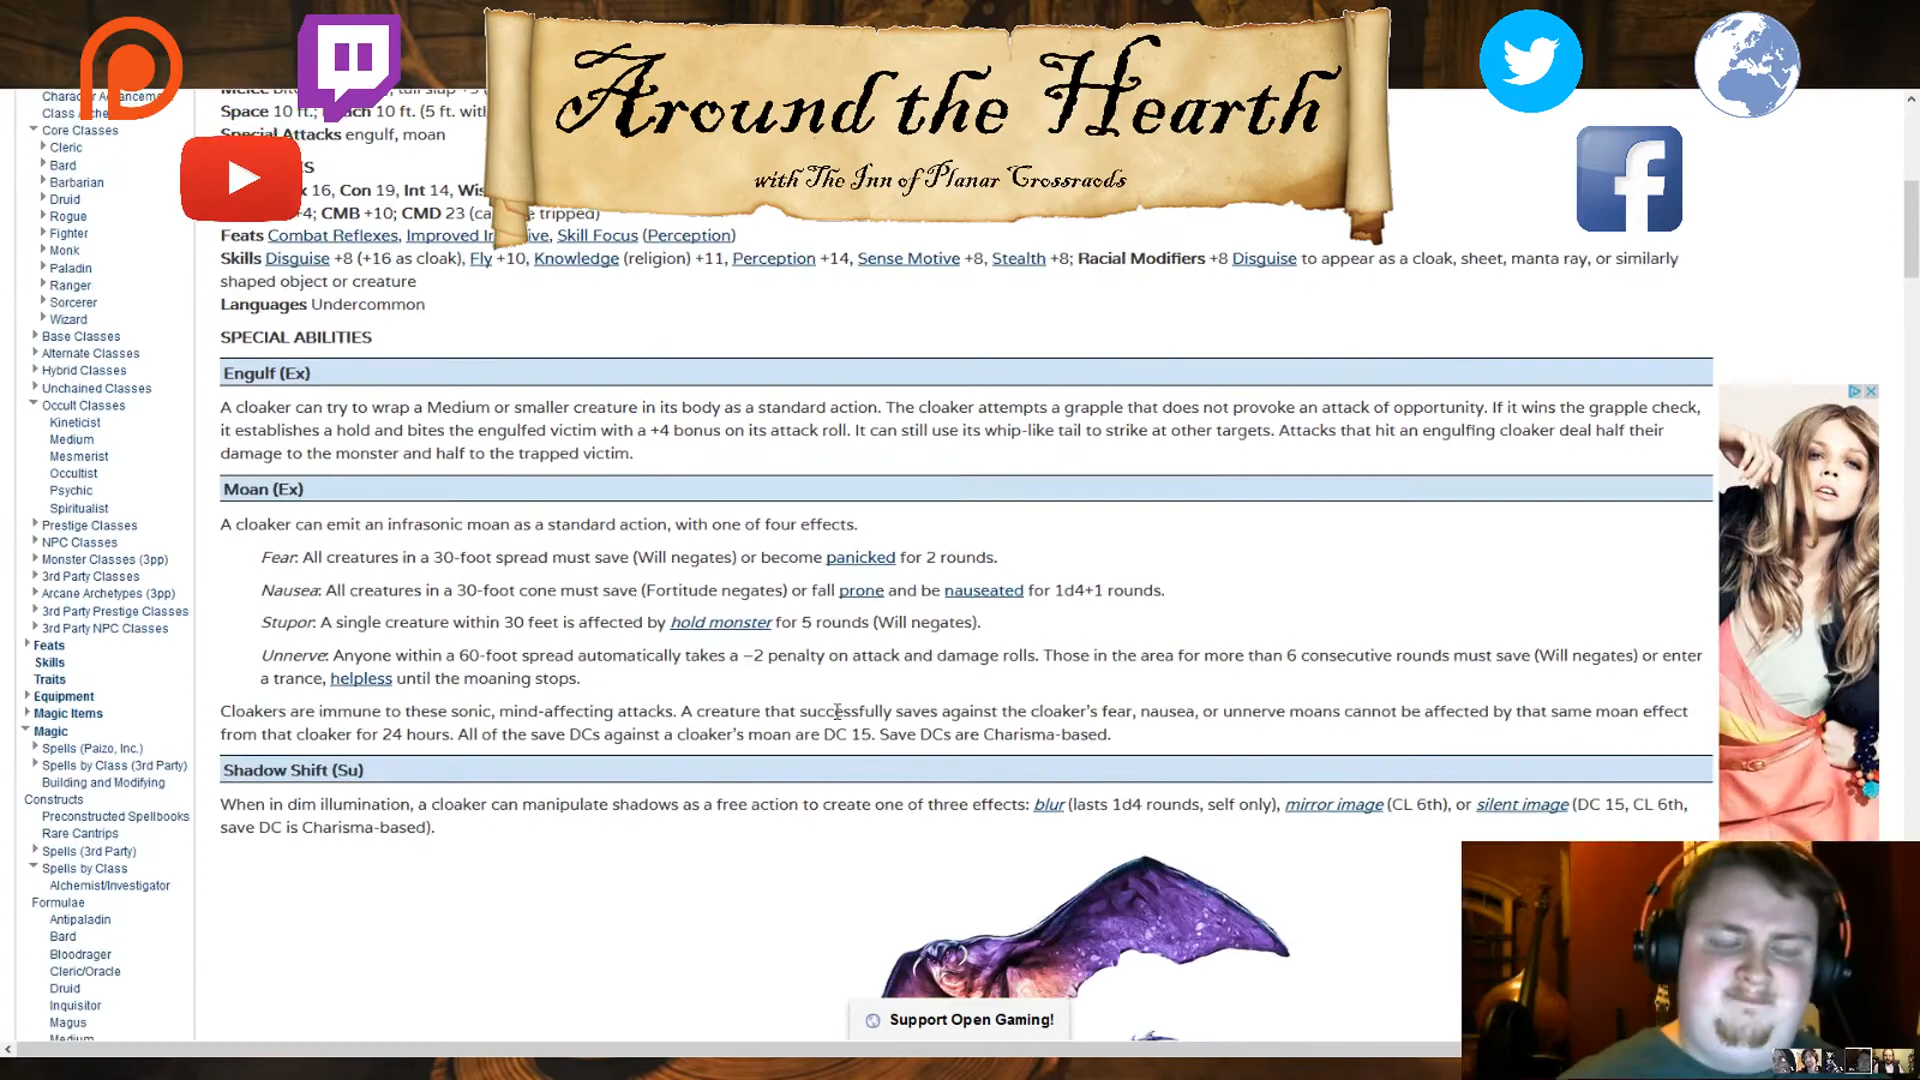 Around the Hearth
with The Inn of Planar Crossraods
Class
Core Classes
Cleric
Bard
Barbarian
Druid
Rogue
Fighter
Monk
Paladin
Ranger
Sorcerer
Wizard
Base Classes
Alternate Classes
Hybrid Classes
Unchained Classes
Occult Classes
Kineticist
Medium
Mesmerist
Occultist
Psychic
Spiritualist
Prestige Classes
NPC Classes
Monster Classes (3pp)
3rd Party Classes
Arcane Archetypes (3pp)
3rd Party Prestige Classes
3rd Party NPC Classes
Feats
Skills
Traits
Equipment
Magic Items
Magic
Spells (Paizo, Inc.)
Spells by Class (3rd Party)
Building and Modifying
Constructs
Preconstructed Spellbooks
Rare Cantrips
Spells (3rd Party)
Spells by Class
Alchemist/Investigator
Formulae
Antipaladin
Bard
Bloodrager
Cleric/Oracle
Druid
Inquisitor
Magus
Medium
Space 10 ft.; 10 ft. (5 ft. with
Special Attacks engulf, moan
16, Con 19, Int 14, Wis
+4; CMB +10; CMD 23 tripped)
Feats Combat Reflexes, Improved Skill Focus (Perception)
Skills Disguise +8 (+16 as cloak), Fly +10, Knowledge (religion) +11, Perception +14, Sense Motive +8, Stealth +8; Racial Modifiers +8 Disguise to appear as a cloak, sheet, manta ray, or similarly
shaped object or creature
Languages Undercommon
SPECIAL ABILITIES
Engulf (Ex)
A cloaker can try to wrap a Medium or smaller creature in its body as a standard action. The cloaker attempts a grapple that does not provoke an attack of opportunity. If it wins the grapple check,
it establishes a hold and bites the engulfed victim with a +4 bonus on its attack roll. It can still use its whip-like tail to strike at other targets. Attacks that hit an engulfing cloaker deal half their
damage to the monster and half to the trapped victim.
Moan (Ex)
A cloaker can emit an infrasonic moan as a standard action, with one of four effects.
Fear: All creatures in a 30-foot spread must save (Will negates) or become panicked for 2 rounds.
Nausea: All creatures in a 30-foot cone must save (Fortitude negates) or fall prone and be nauseated for 1d4+1 rounds.
Stupor: A single creature within 30 feet is affected by hold monster for 5 rounds (Will negates).
Unnerve: Anyone within a 60-foot spread automatically takes a −2 penalty on attack and damage rolls. Those in the area for more than 6 consecutive rounds must save (Will negates) or enter
a trance, helpless until the moaning stops.
Cloakers are immune to these sonic, mind-affecting attacks. A creature that successfully saves against the cloaker’s fear, nausea, or unnerve moans cannot be affected by that same moan effect
from that cloaker for 24 hours. All of the save DCs against a cloaker’s moan are DC 15. Save DCs are Charisma-based.
Shadow Shift (Su)
When in dim illumination, a cloaker can manipulate shadows as a free action to create one of three effects: blur (lasts 1d4 rounds, self only), mirror image (CL 6th), or silent image (DC 15, CL 6th,
save DC is Charisma-based).
Support Open Gaming!